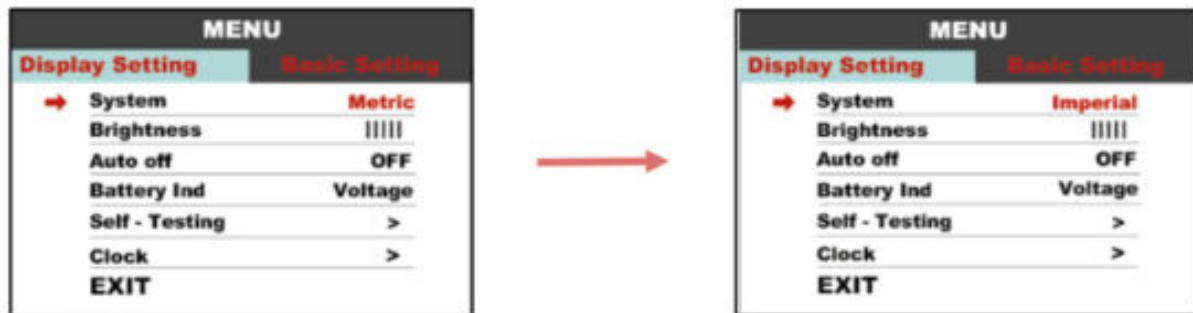 MENU
Display Setting Basic Setting
System Metric
Brightness |||||
Auto off OFF
Battery Ind Voltage
Self - Testing >
Clock >
EXIT
MENU
Display Setting Basic Setting
System Imperial
Brightness |||||
Auto off OFF
Battery Ind Voltage
Self - Testing >
Clock >
EXIT